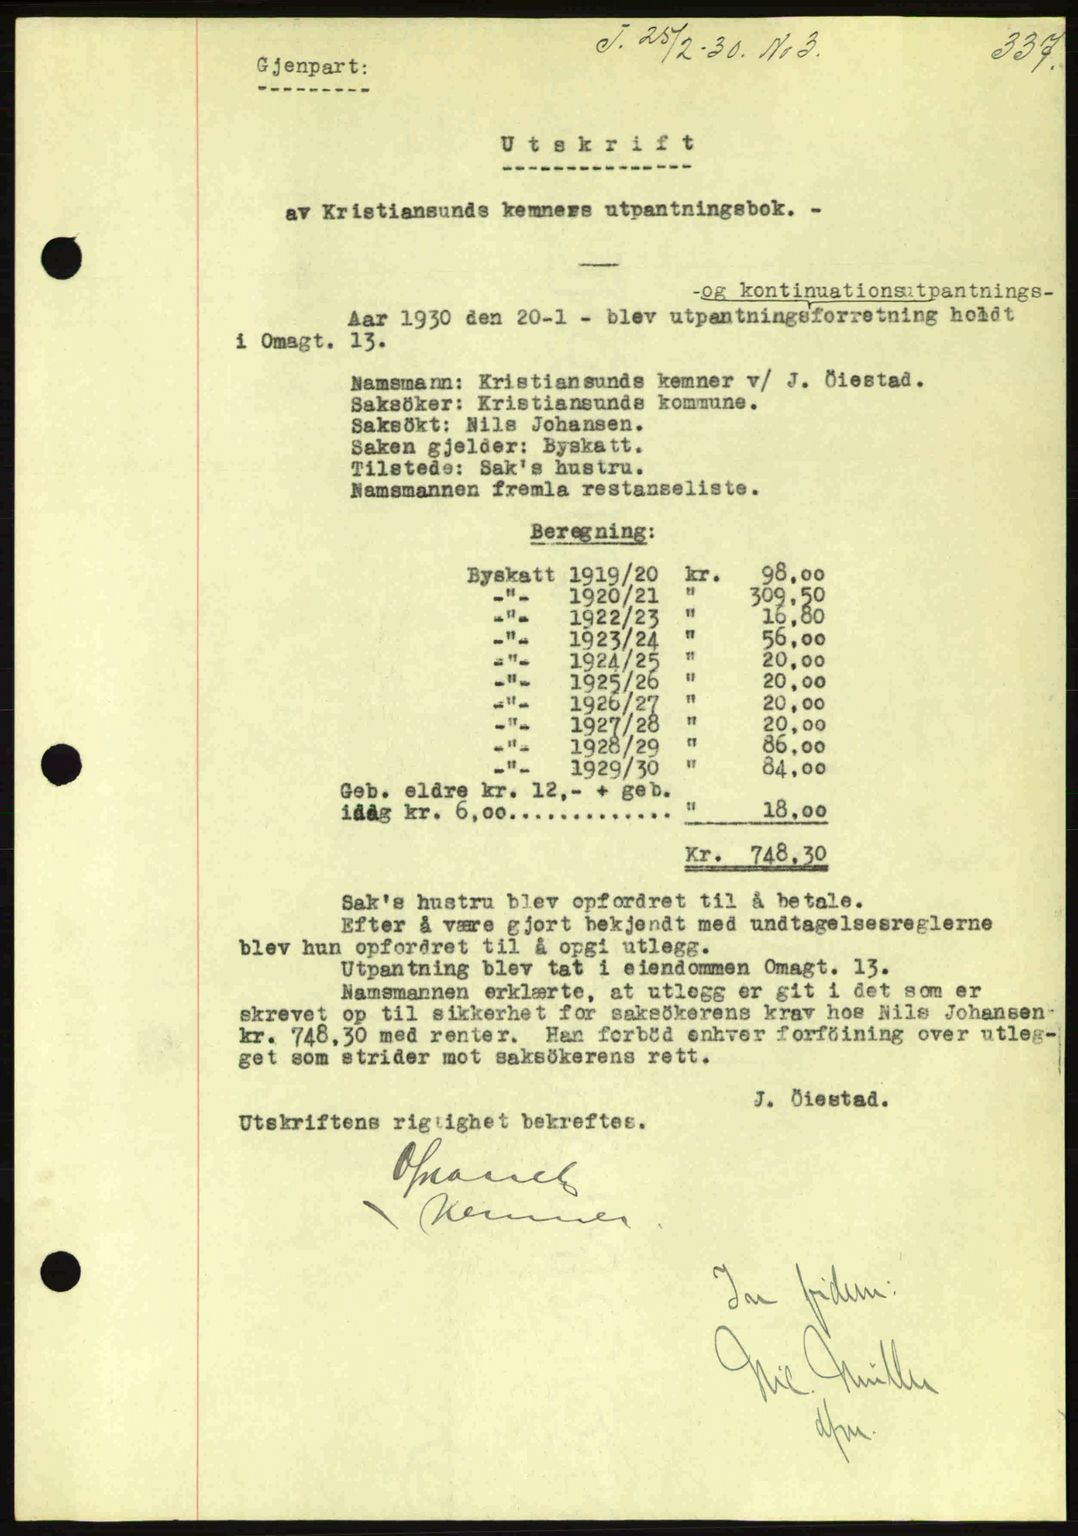 J. 25/2-30. No 3.
337.
Gjenpart:
Utskrift
av Kristiansunds kemners utpantningsbok. -
-og kontinuationsutpantnings-
Aar 1930 den 20-1 - blev utpantningsforretning holdt
i Omagt. 13.
Namsmann: Kristiansunds kemner v/ J. Öiestad.
Saksöker: Kristiansunds kommune.
Saksökt: Nils Johansen.
Saken gjelder: Byskatt.
Tilstede: Sak's hustru.
Namsmannen fremla restanseliste.
Beregning:
Byskatt 1919/20 kr. 98,00
-"- 1920/21 " 309,50
-"- 1922/23 " 16,80
-"- 1923/24 " 56,00
-"- 1924/25 " 20,00
-"- 1925/26 " 20,00
-"- 1926/27 " 20,00
-"- 1927/28 " 20,00
-"- 1928/29 " 86,00
-"- 1929/30 " 84,00
Geb. eldre kr. 12,- + geb.
idag kr. 6,00............. " 18,00
Kr. 748,30
Sak's hustru blev opfordret til å betale.
Efter å være gjort bekjendt med undtagelsesreglerne
blev hun opfordret til å opgi utlegg.
Utpantning blev tat i eiendommen Omagt. 13.
Namsmannen erklærte, at utlegg er git i det som er
skrevet op til sikkerhet for saksökerens krav hos Nils Johansen
kr. 748,30 med renter. Han forböd enhver forföining over utleg-
get som strider mot saksökerens rett.
J. Öiestad.
Utskriftens rigtighet bekreftes.
Kemner.
In fidem:
Nic. Müller
dfm.